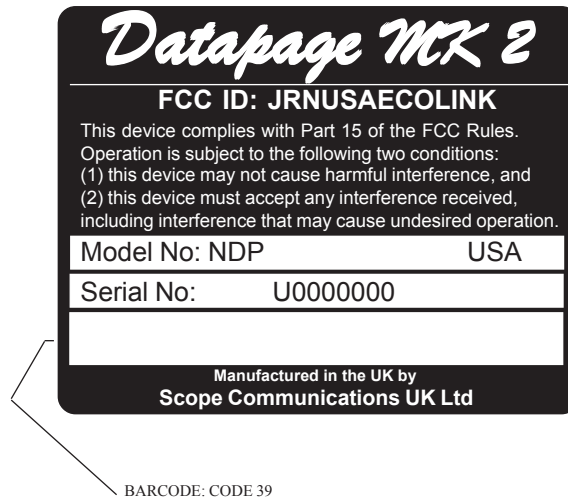 Datapage MK 2
FCC ID: JRNUSAECOLINK
This device complies with Part 15 of the FCC Rules.
Operation is subject to the following two conditions:
(1) this device may not cause harmful interference, and
(2) this device must accept any interference received,
including interference that may cause undesired operation.
Model No: NDP USA
Serial No: U0000000
Manufactured in the UK by
Scope Communications UK Ltd
BARCODE: CODE 39